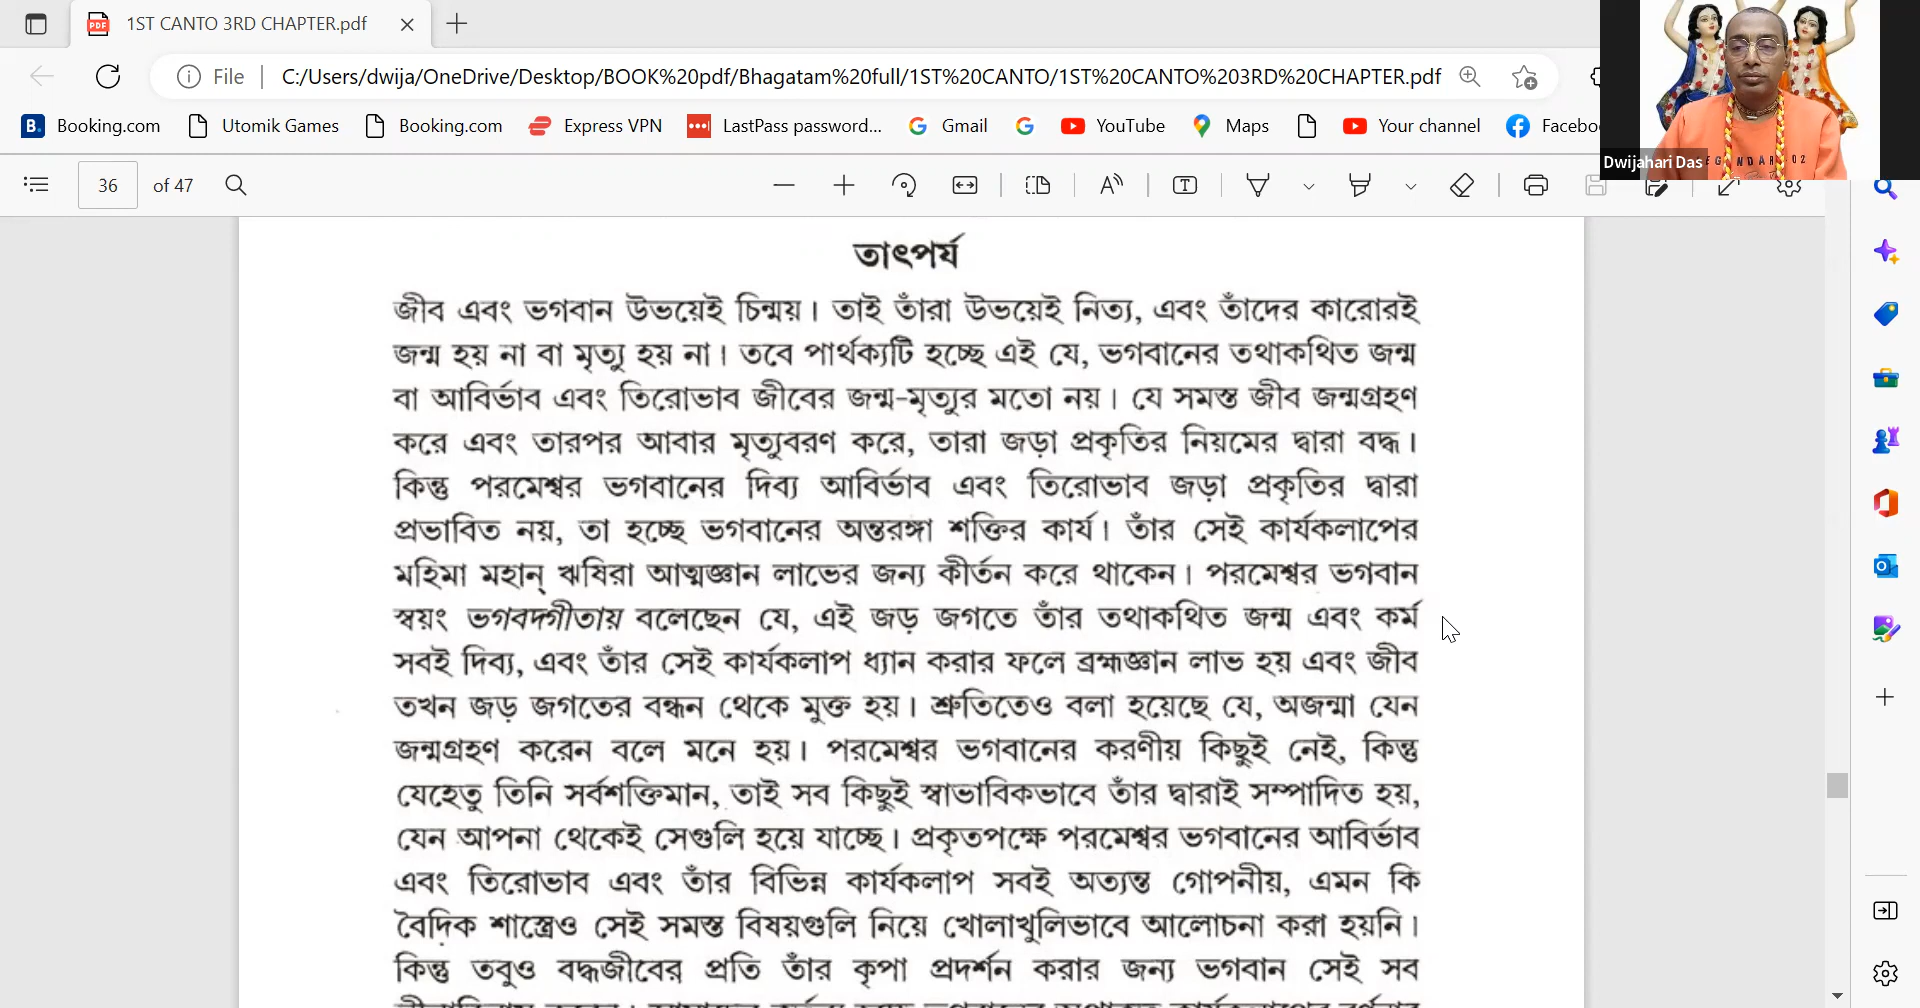 1ST CANTO 3RD CHAPTER.pdf
File
C:/Users/dwija/OneDrive/Desktop/BOOK%20pdf/Bhagatam%20full/1ST%20CANTO/1ST%20CANTO%203RD%20CHAPTER.pdf
Booking.com
Utomik Games
Booking.com
Express VPN
LastPass password...
Gmail
YouTube
Maps
Your channel
Facebo
Dwijahari Das
36 of 47
তাৎপর্য
জীব এবং ভগবান উভয়েই চিন্ময়। তাই তাঁরা উভয়েই নিত্য, এবং তাঁদের কারোরই
জন্ম হয় না বা মৃত্যু হয় না। তবে পার্থক্যটি হচ্ছে এই যে, ভগবানের তথাকথিত জন্ম
বা আবির্ভাব এবং তিরোভাব জীবের জন্ম-মৃত্যুর মতো নয়। যে সমস্ত জীব জন্মগ্রহণ
করে এবং তারপর আবার মৃত্যুবরণ করে, তারা জড়া প্রকৃতির নিয়মের দ্বারা বদ্ধ।
কিন্তু পরমেশ্বর ভগবানের দিব্য আবির্ভাব এবং তিরোভাব জড়া প্রকৃতির দ্বারা
প্রভাবিত নয়, তা হচ্ছে ভগবানের অন্তরঙ্গা শক্তির কার্য। তাঁর সেই কার্যকলাপের
মহিমা মহান্ ঋষিরা আত্মজ্ঞান লাভের জন্য কীর্তন করে থাকেন। পরমেশ্বর ভগবান
স্বয়ং ভগবদ্গীতায় বলেছেন যে, এই জড় জগতে তাঁর তথাকথিত জন্ম এবং কর্ম
সবই দিব্য, এবং তাঁর সেই কার্যকলাপ ধ্যান করার ফলে ব্রহ্মজ্ঞান লাভ হয় এবং জীব
তখন জড় জগতের বন্ধন থেকে মুক্ত হয়। শ্রুতিতেও বলা হয়েছে যে, অজন্মা যেন
জন্মগ্রহণ করেন বলে মনে হয়। পরমেশ্বর ভগবানের করণীয় কিছুই নেই, কিন্তু
যেহেতু তিনি সর্বশক্তিমান, তাই সব কিছুই স্বাভাবিকভাবে তাঁর দ্বারাই সম্পাদিত হয়,
যেন আপনা থেকেই সেগুলি হয়ে যাচ্ছে। প্রকৃতপক্ষে পরমেশ্বর ভগবানের আবির্ভাব
এবং তিরোভাব এবং তাঁর বিভিন্ন কার্যকলাপ সবই অত্যন্ত গোপনীয়, এমন কি
বৈদিক শাস্ত্রেও সেই সমস্ত বিষয়গুলি নিয়ে খোলাখুলিভাবে আলোচনা করা হয়নি।
কিন্তু তবুও বদ্ধজীবের প্রতি তাঁর কৃপা প্রদর্শন করার জন্য ভগবান সেই সব